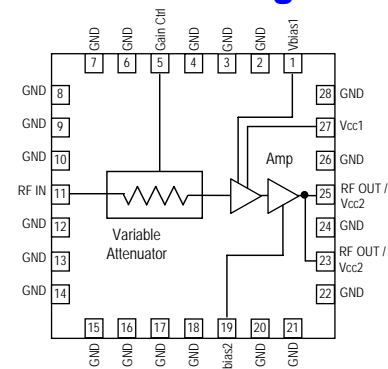 GND
GND
Gain Ctrl
GND
GND
GND
Vbias1
7
6
5
4
3
2
1
GND 8
28 GND
GND 9
27 Vcc1
GND 10
Amp
26 GND
RF IN 11
25 RF OUT /
Vcc2
GND 12
Variable
Attenuator
24 GND
GND 13
23 RF OUT /
Vcc2
GND 14
22 GND
15
16
17
18
19
20
21
GND
GND
GND
GND
bias2
GND
GND